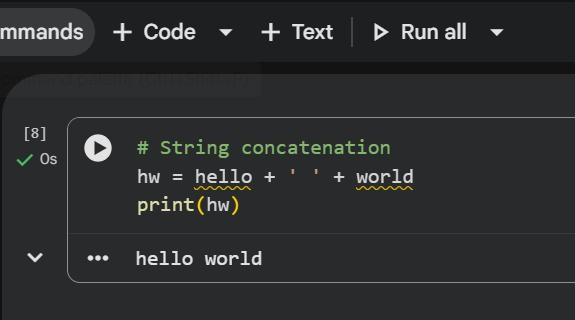 mmands + Code + Text Run all
[8]
0s
# String concatenation
hw = hello + ' ' + world
print(hw)
hello world